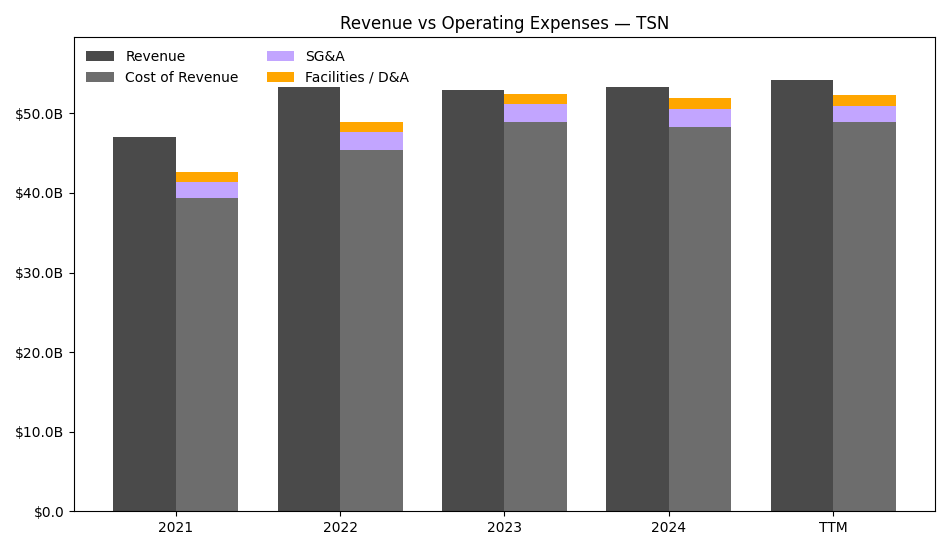 Revenue vs Operating Expenses — TSN
Revenue
Cost of Revenue
SG&A
Facilities / D&A
$50.0B
$40.0B
$30.0B
$20.0B
$10.0B
$0.0
2021 2022 2023 2024 TTM